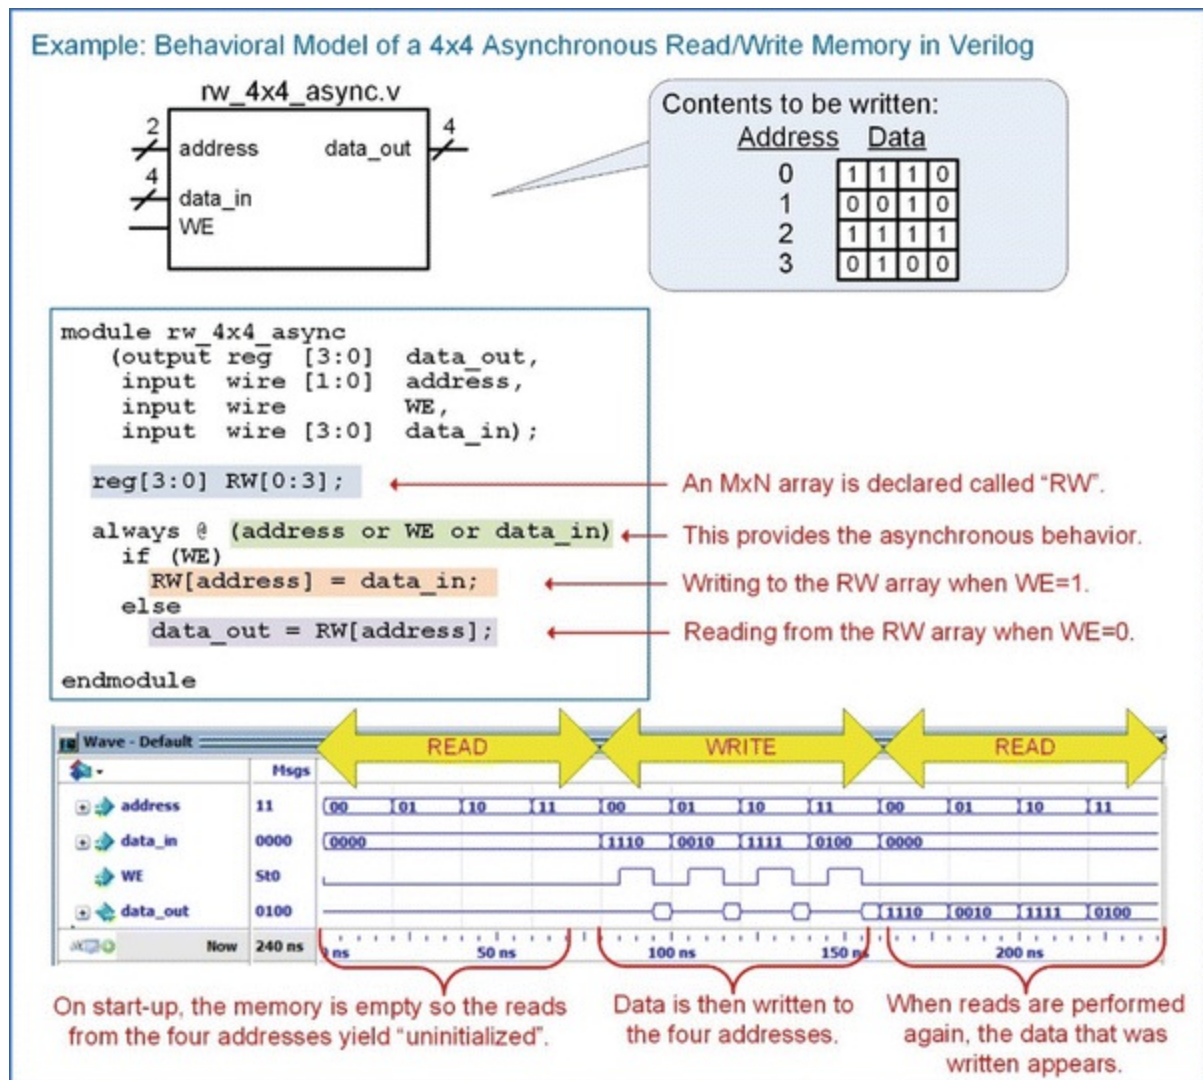 Example: Behavioral Model of a 4x4 Asynchronous Read/Write Memory in Verilog
rw_4x4_async.v
2
address
data_out
4
4
data_in
WE
Contents to be written:
Address Data
0 1 1 1 0
1 0 0 1 0
2 1 1 1 1
3 0 1 0 0
module rw_4x4_async
(output reg [3:0] data_out,
input wire [1:0] address,
input wire WE,
input wire [3:0] data_in);
reg[3:0] RW[0:3];
An MxN array is declared called “RW”.
always @ (address or WE or data_in)
This provides the asynchronous behavior.
if (WE)
RW[address] = data_in;
Writing to the RW array when WE=1.
else
data_out = RW[address];
Reading from the RW array when WE=0.
endmodule
Wave - Default
READ WRITE READ
Msgs
address 11 00 01 10 11 00 01 10 11 00 01 10 11
data_in 0000 0000 1110 0010 1111 0100 0000
WE St0
data_out 0100 1110 0010 1111 0100
Now 240 ns ns 50 ns 100 ns 150 ns 200 ns
On start-up, the memory is empty so the reads
from the four addresses yield “uninitialized”.
Data is then written to
the four addresses.
When reads are performed
again, the data that was
written appears.